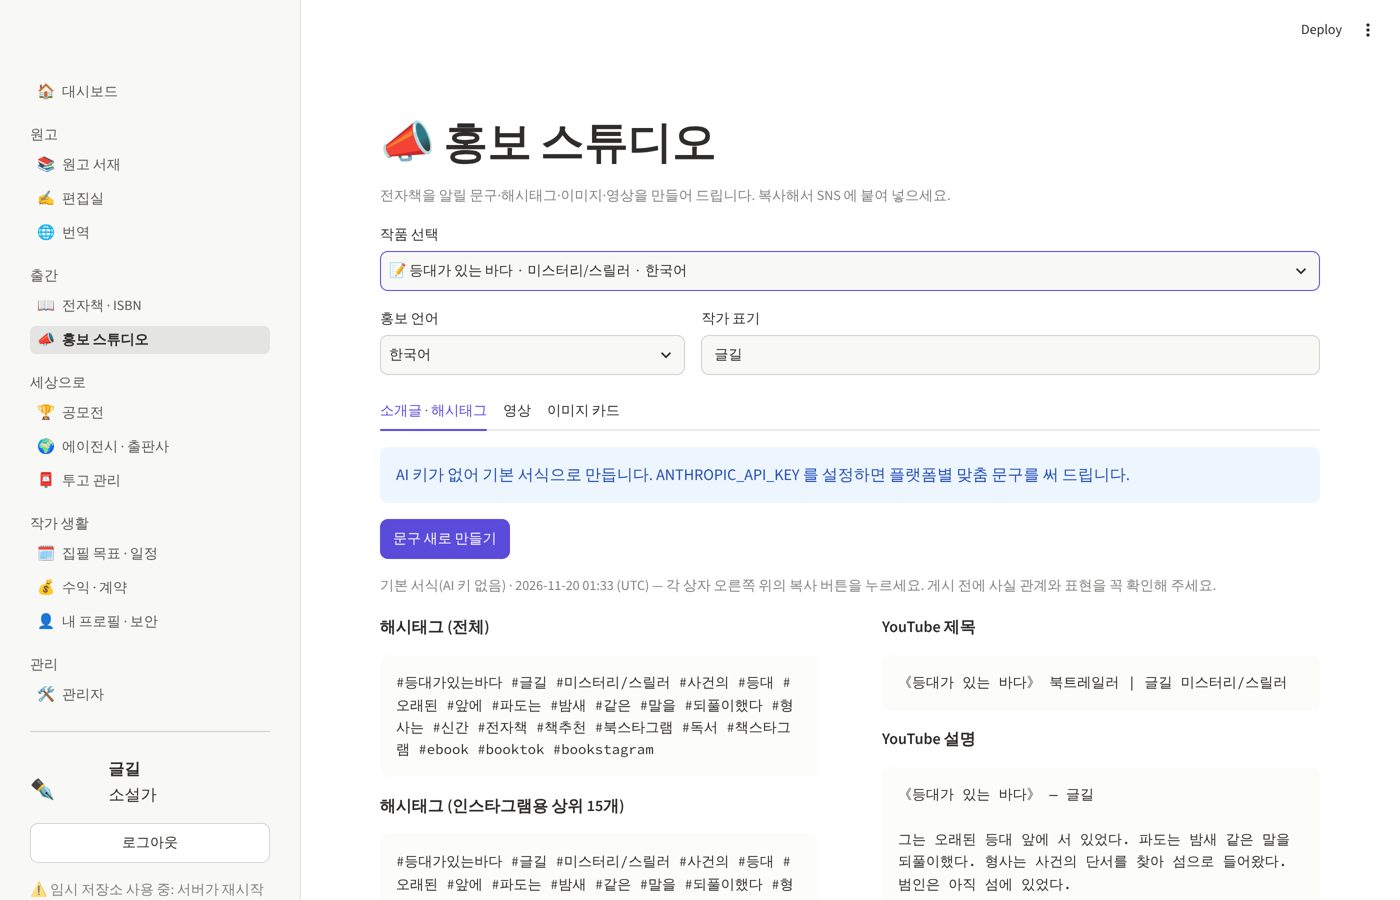 Deploy
대시보드
원고
원고 서재
편집실
번역
출간
전자책 · ISBN
홍보 스튜디오
세상으로
공모전
에이전시 · 출판사
투고 관리
작가 생활
집필 목표 · 일정
수익 · 계약
내 프로필 · 보안
관리
관리자
글길
소설가
로그아웃
⚠️ 임시 저장소 사용 중: 서버가 재시작
📣 홍보 스튜디오
전자책을 알릴 문구·해시태그·이미지·영상을 만들어 드립니다. 복사해서 SNS 에 붙여 넣으세요.
작품 선택
📝 등대가 있는 바다 · 미스터리/스릴러 · 한국어
홍보 언어
한국어
작가 표기
글길
소개글 · 해시태그
영상
이미지 카드
AI 키가 없어 기본 서식으로 만듭니다. ANTHROPIC_API_KEY 를 설정하면 플랫폼별 맞춤 문구를 써 드립니다.
문구 새로 만들기
기본 서식(AI 키 없음) · 2026-11-20 01:33 (UTC) — 각 상자 오른쪽 위의 복사 버튼을 누르세요. 게시 전에 사실 관계와 표현을 꼭 확인해 주세요.
해시태그 (전체)
#등대가있는바다 #글길 #미스터리/스릴러 #사건의 #등대 #
오래된 #앞에 #파도는 #밤새 #같은 #말을 #되풀이했다 #형
사는 #신간 #전자책 #책추천 #북스타그램 #독서 #책스타그
램 #ebook #booktok #bookstagram
해시태그 (인스타그램용 상위 15개)
#등대가있는바다 #글길 #미스터리/스릴러 #사건의 #등대 #
오래된 #앞에 #파도는 #밤새 #같은 #말을 #되풀이했다 #형
YouTube 제목
《등대가 있는 바다》 북트레일러 | 글길 미스터리/스릴러
YouTube 설명
《등대가 있는 바다》 — 글길
그는 오래된 등대 앞에 서 있었다. 파도는 밤새 같은 말을
되풀이했다. 형사는 사건의 단서를 찾아 섬으로 들어왔다.
범인은 아직 섬에 있었다.